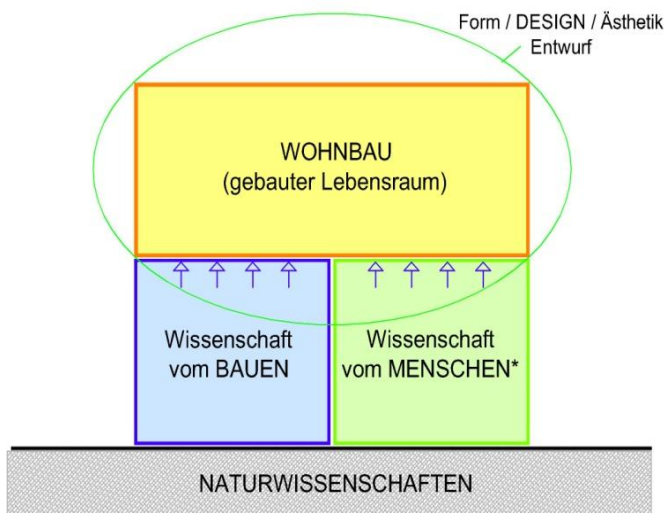 Form / DESIGN / Ästhetik
Entwurf
WOHNBAU
(gebauter Lebensraum)
Wissenschaft
vom BAUEN
Wissenschaft
vom MENSCHEN*
NATURWISSENSCHAFTEN